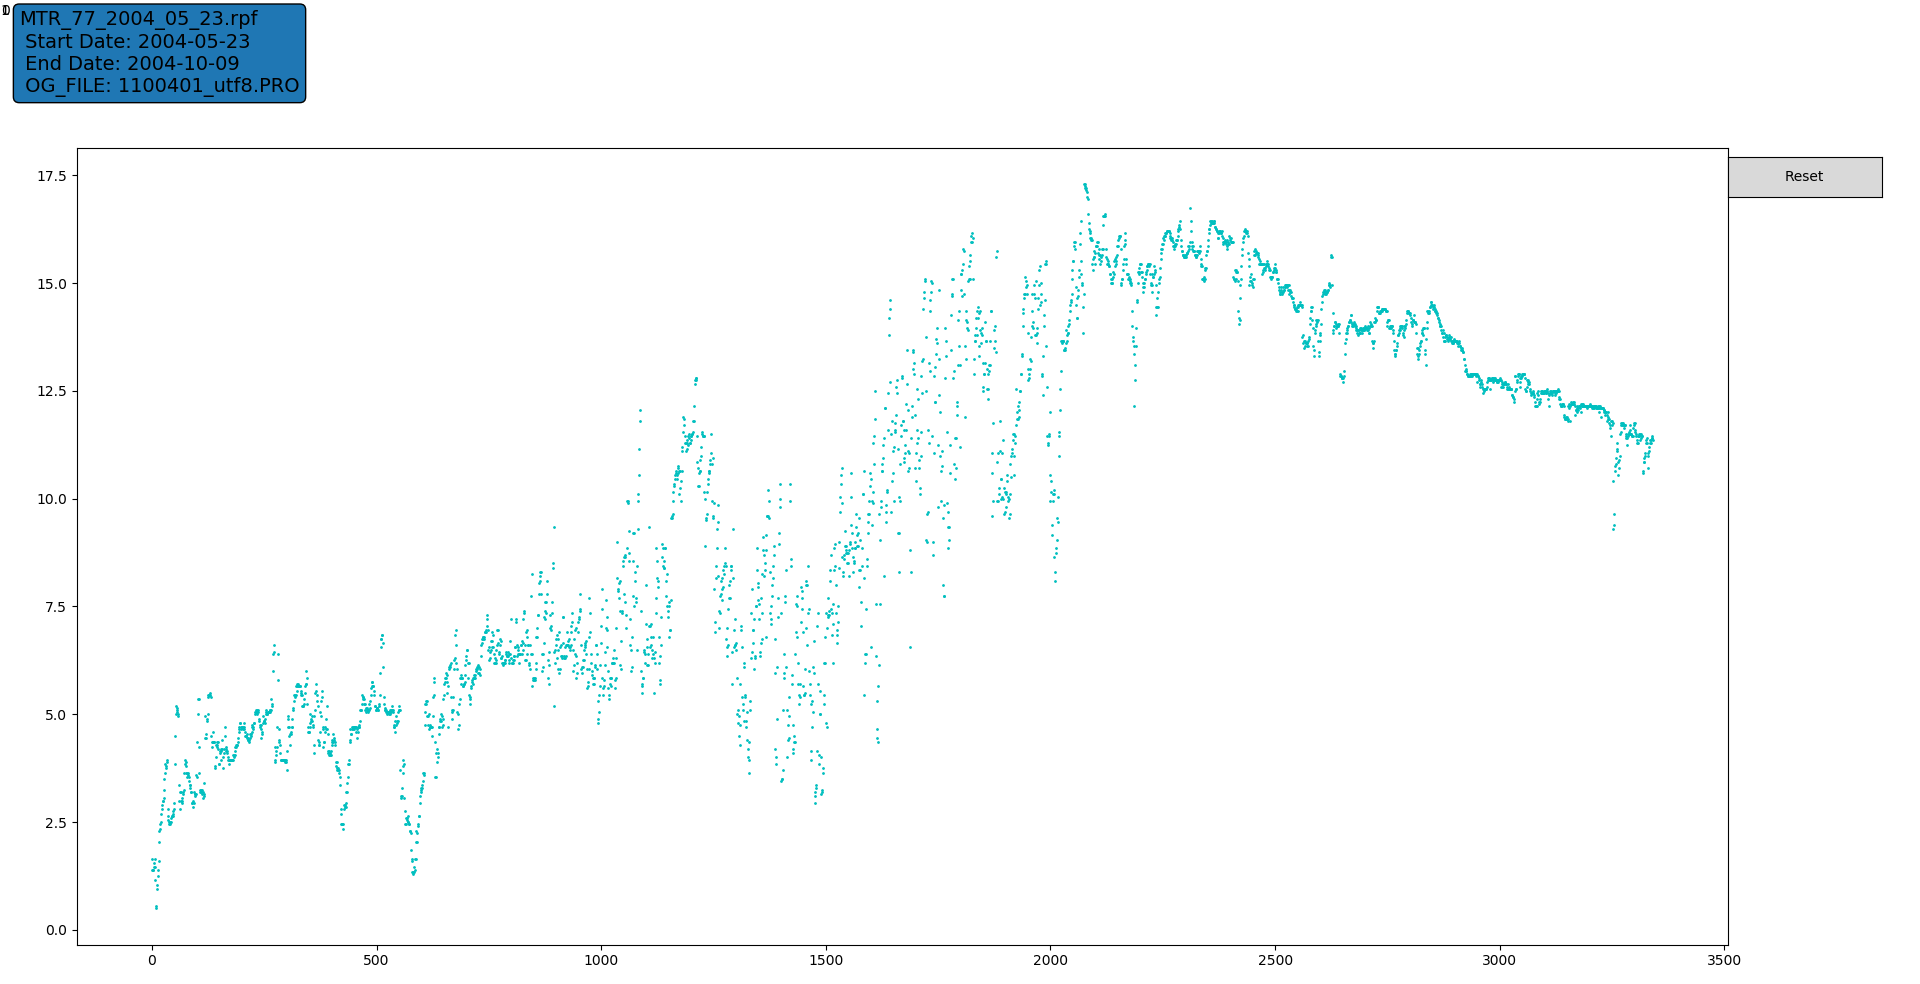 MTR_77_2004_05_23.rpf
Start Date: 2004-05-23
End Date: 2004-10-09
OG_FILE: 1100401_utf8.PRO
Reset
17.5
15.0
12.5
10.0
7.5
5.0
2.5
0.0
0 500 1000 1500 2000 2500 3000 3500